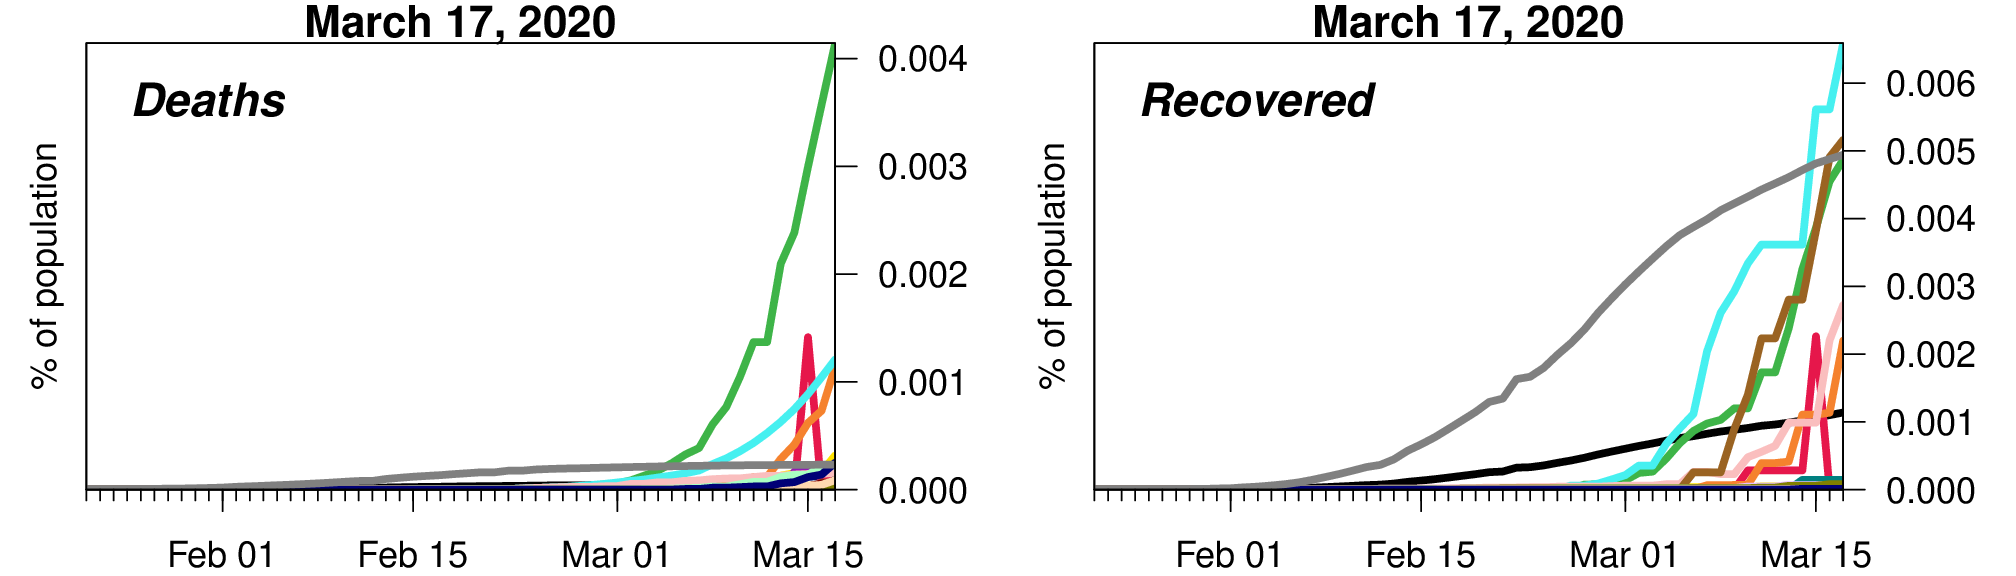 March 17, 2020
Deaths
% of population
0.004
0.003
0.002
0.001
0.000
Feb 01
Feb 15
Mar 01
Mar 15
March 17, 2020
Recovered
% of population
0.006
0.005
0.004
0.003
0.002
0.001
0.000
Feb 01
Feb 15
Mar 01
Mar 15